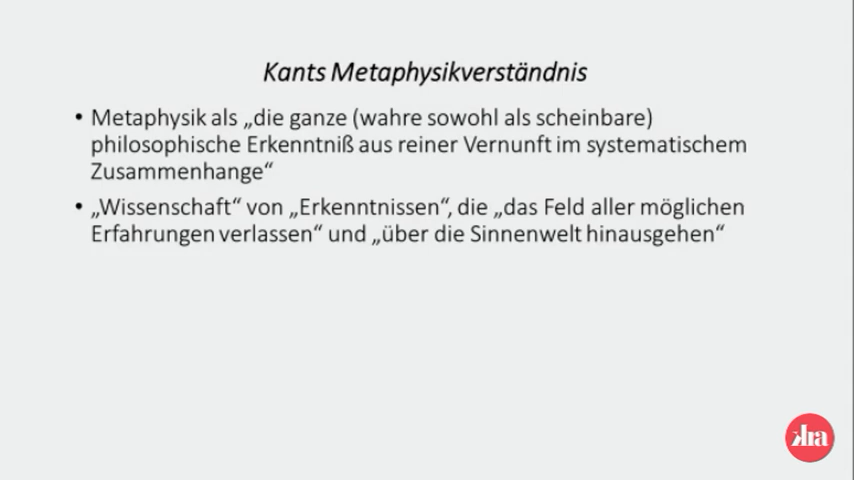 Kants Metaphysikverständnis
• Metaphysik als „die ganze (wahre sowohl als scheinbare)
philosophische Erkenntniß aus reiner Vernunft im systematischem
Zusammenhange“
• „Wissenschaft“ von „Erkenntnissen“, die „das Feld aller möglichen
Erfahrungen verlassen“ und „über die Sinnenwelt hinausgehen“